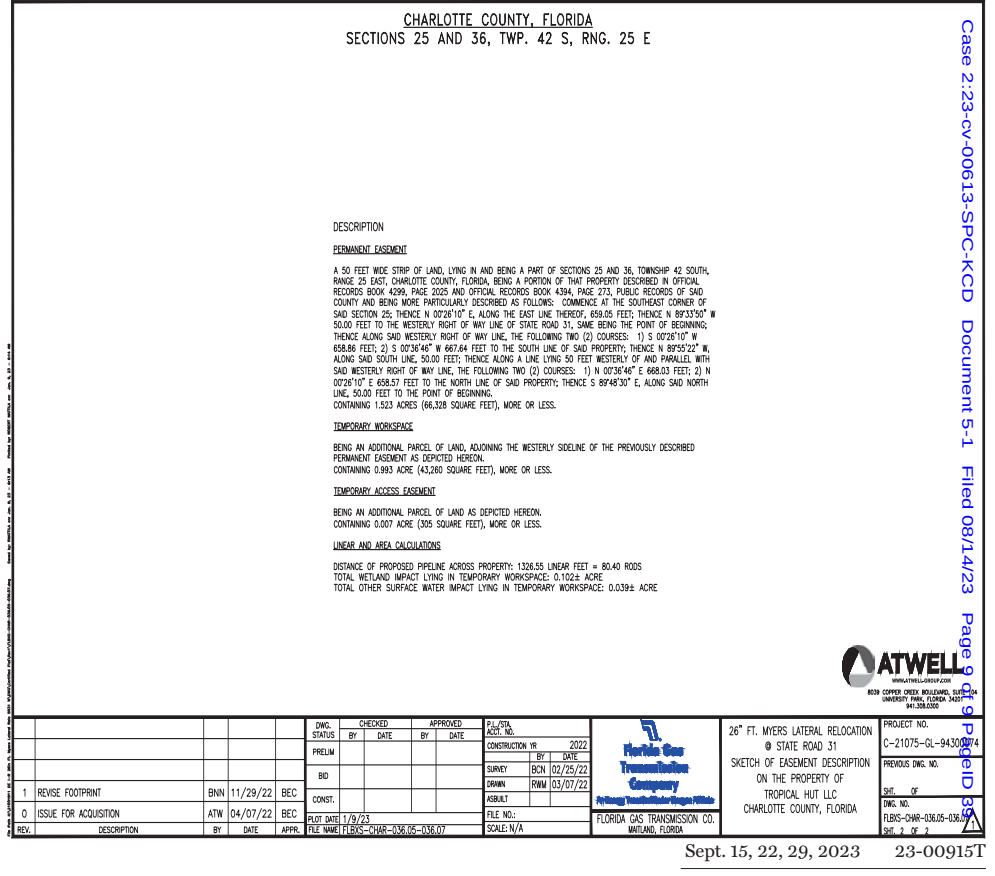 CHARLOTTE COUNTY, FLORIDA
SECTIONS 25 AND 36, TWP. 42 S, RNG. 25 E
Case 2:23-cv-00613-SPC-KCD Document 5-1 Filed 08/14/23 Page 9 of 9 PageID 39
DESCRIPTION
PERMANENT EASEMENT
A 50 FEET WIDE STRIP OF LAND, LYING IN AND BEING A PART OF SECTIONS 25 AND 36, TOWNSHIP 42 SOUTH,
RANGE 25 EAST, CHARLOTTE COUNTY, FLORIDA, BEING A PORTION OF THAT PROPERTY DESCRIBED IN OFFICIAL
RECORDS BOOK 4299, PAGE 2025 AND OFFICIAL RECORDS BOOK 4394, PAGE 273, PUBLIC RECORDS OF SAID
COUNTY AND BEING MORE PARTICULARLY DESCRIBED AS FOLLOWS: COMMENCE AT THE SOUTHEAST CORNER OF
SAID SECTION 25; THENCE N 00°26'10" E, ALONG THE EAST LINE THEREOF, 659.05 FEET; THENCE N 89°33'50" W
50.00 FEET TO THE WESTERLY RIGHT OF WAY LINE OF STATE ROAD 31, SAME BEING THE POINT OF BEGINNING;
THENCE ALONG SAID WESTERLY RIGHT OF WAY LINE, THE FOLLOWING TWO (2) COURSES: 1) S 00°26'10" W
658.86 FEET; 2) S 00°36'46" W 667.64 FEET TO THE SOUTH LINE OF SAID PROPERTY; THENCE N 89°55'22" W,
ALONG SAID SOUTH LINE, 50.00 FEET; THENCE ALONG A LINE LYING 50 FEET WESTERLY OF AND PARALLEL WITH
SAID WESTERLY RIGHT OF WAY LINE, THE FOLLOWING TWO (2) COURSES: 1) N 00°36'46" E 668.03 FEET; 2) N
00°26'10" E 658.57 FEET TO THE NORTH LINE OF SAID PROPERTY; THENCE S 89°48'30" E, ALONG SAID NORTH
LINE, 50.00 FEET TO THE POINT OF BEGINNING.
CONTAINING 1.523 ACRES (66,328 SQUARE FEET), MORE OR LESS.
TEMPORARY WORKSPACE
BEING AN ADDITIONAL PARCEL OF LAND, ADJOINING THE WESTERLY SIDELINE OF THE PREVIOUSLY DESCRIBED
PERMANENT EASEMENT AS DEPICTED HEREON.
CONTAINING 0.993 ACRE (43,260 SQUARE FEET), MORE OR LESS.
TEMPORARY ACCESS EASEMENT
BEING AN ADDITIONAL PARCEL OF LAND AS DEPICTED HEREON.
CONTAINING 0.007 ACRE (305 SQUARE FEET), MORE OR LESS.
LINEAR AND AREA CALCULATIONS
DISTANCE OF PROPOSED PIPELINE ACROSS PROPERTY: 1326.55 LINEAR FEET = 80.40 RODS
TOTAL WETLAND IMPACT LYING IN TEMPORARY WORKSPACE: 0.102± ACRE
TOTAL OTHER SURFACE WATER IMPACT LYING IN TEMPORARY WORKSPACE: 0.039± ACRE
ATWELL
WWW.ATWELL-GROUP.COM
8039 COPPER CREEK BOULEVARD, SUITE 104
UNIVERSITY PARK, FLORIDA 34201
941.308.0300
1 REVISE FOOTPRINT BNN 11/29/22 BEC
0 ISSUE FOR ACQUISITION ATW 04/07/22 BEC
REV. DESCRIPTION BY DATE APPR.
DWG. STATUS CHECKED APPROVED
BY DATE BY DATE
PRELIM
BID
CONST.
PLOT DATE 1/9/23
FILE NAME FLBXS-CHAR-036.05-036.07
P.L/STA.
ACCT. NO.
CONSTRUCTION YR 2022
BY DATE
SURVEY BCN 02/25/22
DRAWN RWM 03/07/22
ASBUILT
FILE NO.:
SCALE: N/A
Florida Gas
Transmission
Company
FLORIDA GAS TRANSMISSION CO.
MAITLAND, FLORIDA
26" FT. MYERS LATERAL RELOCATION
@ STATE ROAD 31
SKETCH OF EASEMENT DESCRIPTION
ON THE PROPERTY OF
TROPICAL HUT LLC
CHARLOTTE COUNTY, FLORIDA
PROJECT NO.
PREVIOUS DWG. NO.
SHT. OF
DWG. NO.
SHT. 2 OF 2
1
Sept. 15, 22, 29, 2023 23-00915T